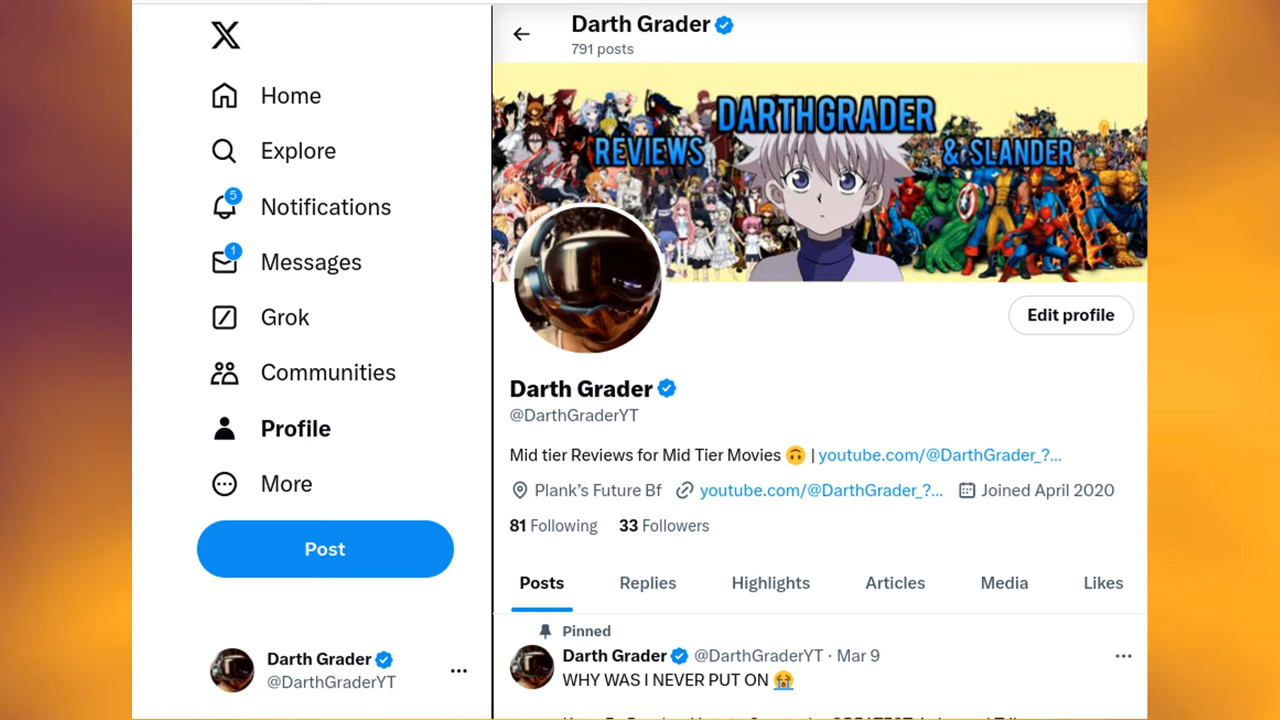 Darth Grader
791 posts
Home
Explore
5
Notifications
1
Messages
Grok
Communities
Profile
More
Post
Darth Grader
@DarthGraderYT
DARTHGRADER
REVIEWS & SLANDER
Edit profile
Darth Grader
@DarthGraderYT
Mid tier Reviews for Mid Tier Movies 🙃 | youtube.com/@DarthGrader_?...
Plank’s Future Bf youtube.com/@DarthGrader_?... Joined April 2020
81 Following 33 Followers
Posts Replies Highlights Articles Media Likes
Pinned
Darth Grader @DarthGraderYT · Mar 9
WHY WAS I NEVER PUT ON 😭